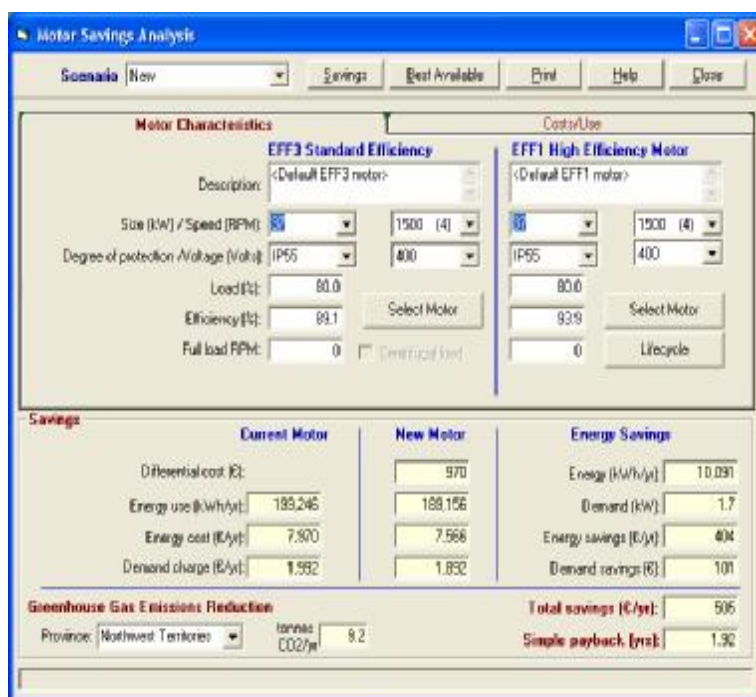 Motor Savings Analysis
Scenario New Savings Best Available Print Help Close
Motor Characteristics Costs/Use
EFF3 Standard Efficiency EFF1 High Efficiency Motor
Description: <Default EFF3 motor> <Default EFF1 motor>
Size (kW) / Speed (RPM): 37 1500 (4) 37 1500 (4)
Degree of protection /Voltage (Volts): IP55 400 IP55 400
Load (%): 80.0 80.0
Efficiency (%): 89.1 Select Motor 93.9 Select Motor
Full load RPM: 0 Centrifugal load 0 Lifecycle
Savings
Current Motor New Motor Energy Savings
Differential cost (€): 970 Energy (kWh/yr): 10,091
Energy use (kWh/yr): 199,246 189,156 Demand (kW): 1.7
Energy cost (€/yr): 7,970 7,566 Energy savings (€/yr): 404
Demand charge (€/yr): 1,992 1,892 Demand savings (€): 101
Greenhouse Gas Emissions Reduction Total savings (€/yr): 505
Province: Northwest Territories tonnes CO2/yr 9.2 Simple payback (yrs): 1.92